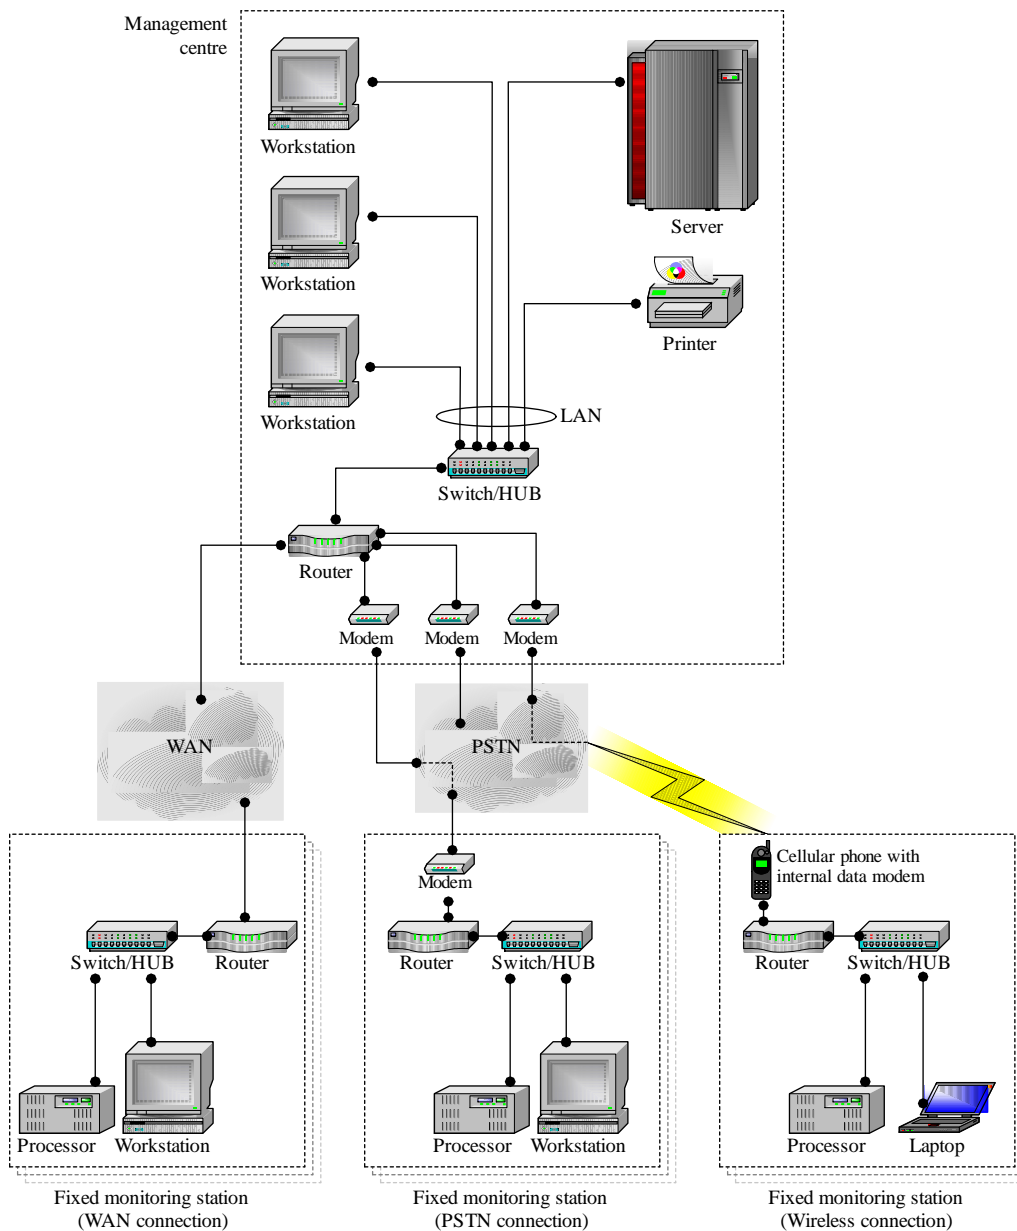 Management
centre
Workstation
Server
Workstation
Printer
Workstation
LAN
Switch/HUB
Router
Modem
Modem
Modem
WAN
PSTN
Modem
Cellular phone with
internal data modem
Switch/HUB
Router
Router
Switch/HUB
Router
Switch/HUB
Processor
Workstation
Processor
Workstation
Processor
Laptop
Fixed monitoring station
(WAN connection)
Fixed monitoring station
(PSTN connection)
Fixed monitoring station
(Wireless connection)